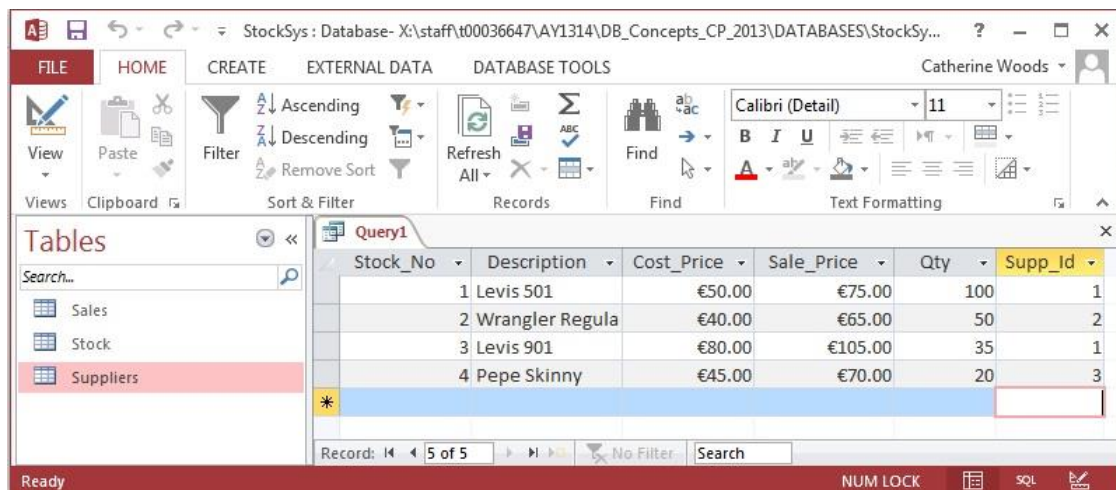 StockSys : Database- X:\staff\t00036647\AY1314\DB_Concepts_CP_2013\DATABASES\StockSy... ?
FILE HOME CREATE EXTERNAL DATA DATABASE TOOLS Catherine Woods
View
Paste
Filter
Ascending
Descending
Remove Sort
Refresh All
Σ
ABC
Find
ab ac
Calibri (Detail) 11
B I U
A ab
Views Clipboard Sort & Filter Records Find Text Formatting
Tables
Search...
Sales
Stock
Suppliers
Query1
Stock_No Description Cost_Price Sale_Price Qty Supp_Id
1 Levis 501 €50.00 €75.00 100 1
2 Wrangler Regula €40.00 €65.00 50 2
3 Levis 901 €80.00 €105.00 35 1
4 Pepe Skinny €45.00 €70.00 20 3
Record: 5 of 5 No Filter Search
Ready NUM LOCK SQL